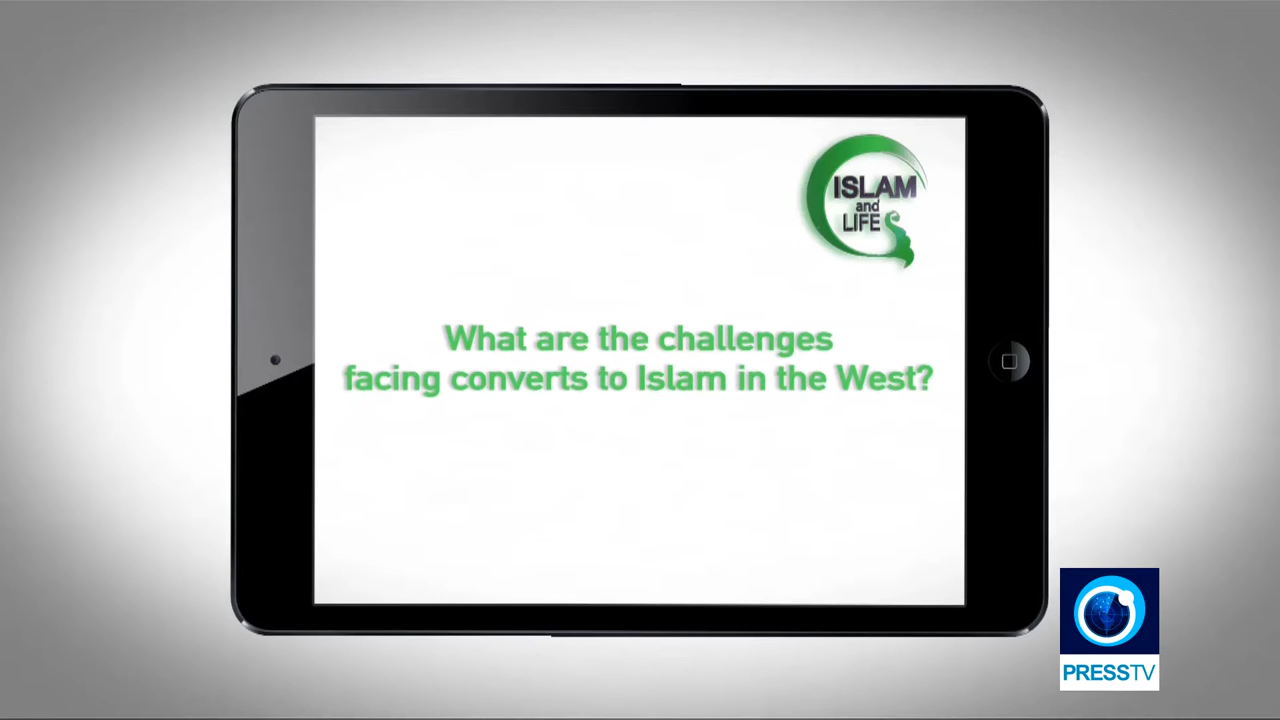 ISLAM
and
LIFE
What are the challenges
facing converts to Islam in the West?
PRESSTV